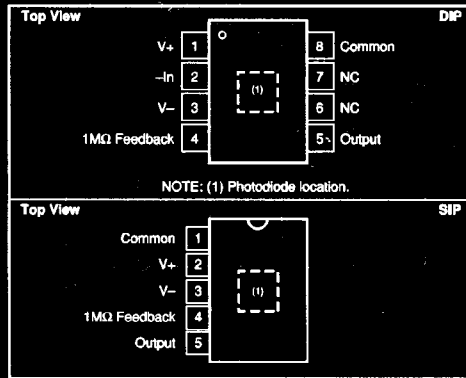 Top View DIP
V+ 1 8 Common
–In 2 7 NC
(1)
V– 3 6 NC
1MΩ Feedback 4 5 Output
NOTE: (1) Photodiode location.
Top View SIP
Common 1
V+ 2
V– 3 (1)
1MΩ Feedback 4
Output 5